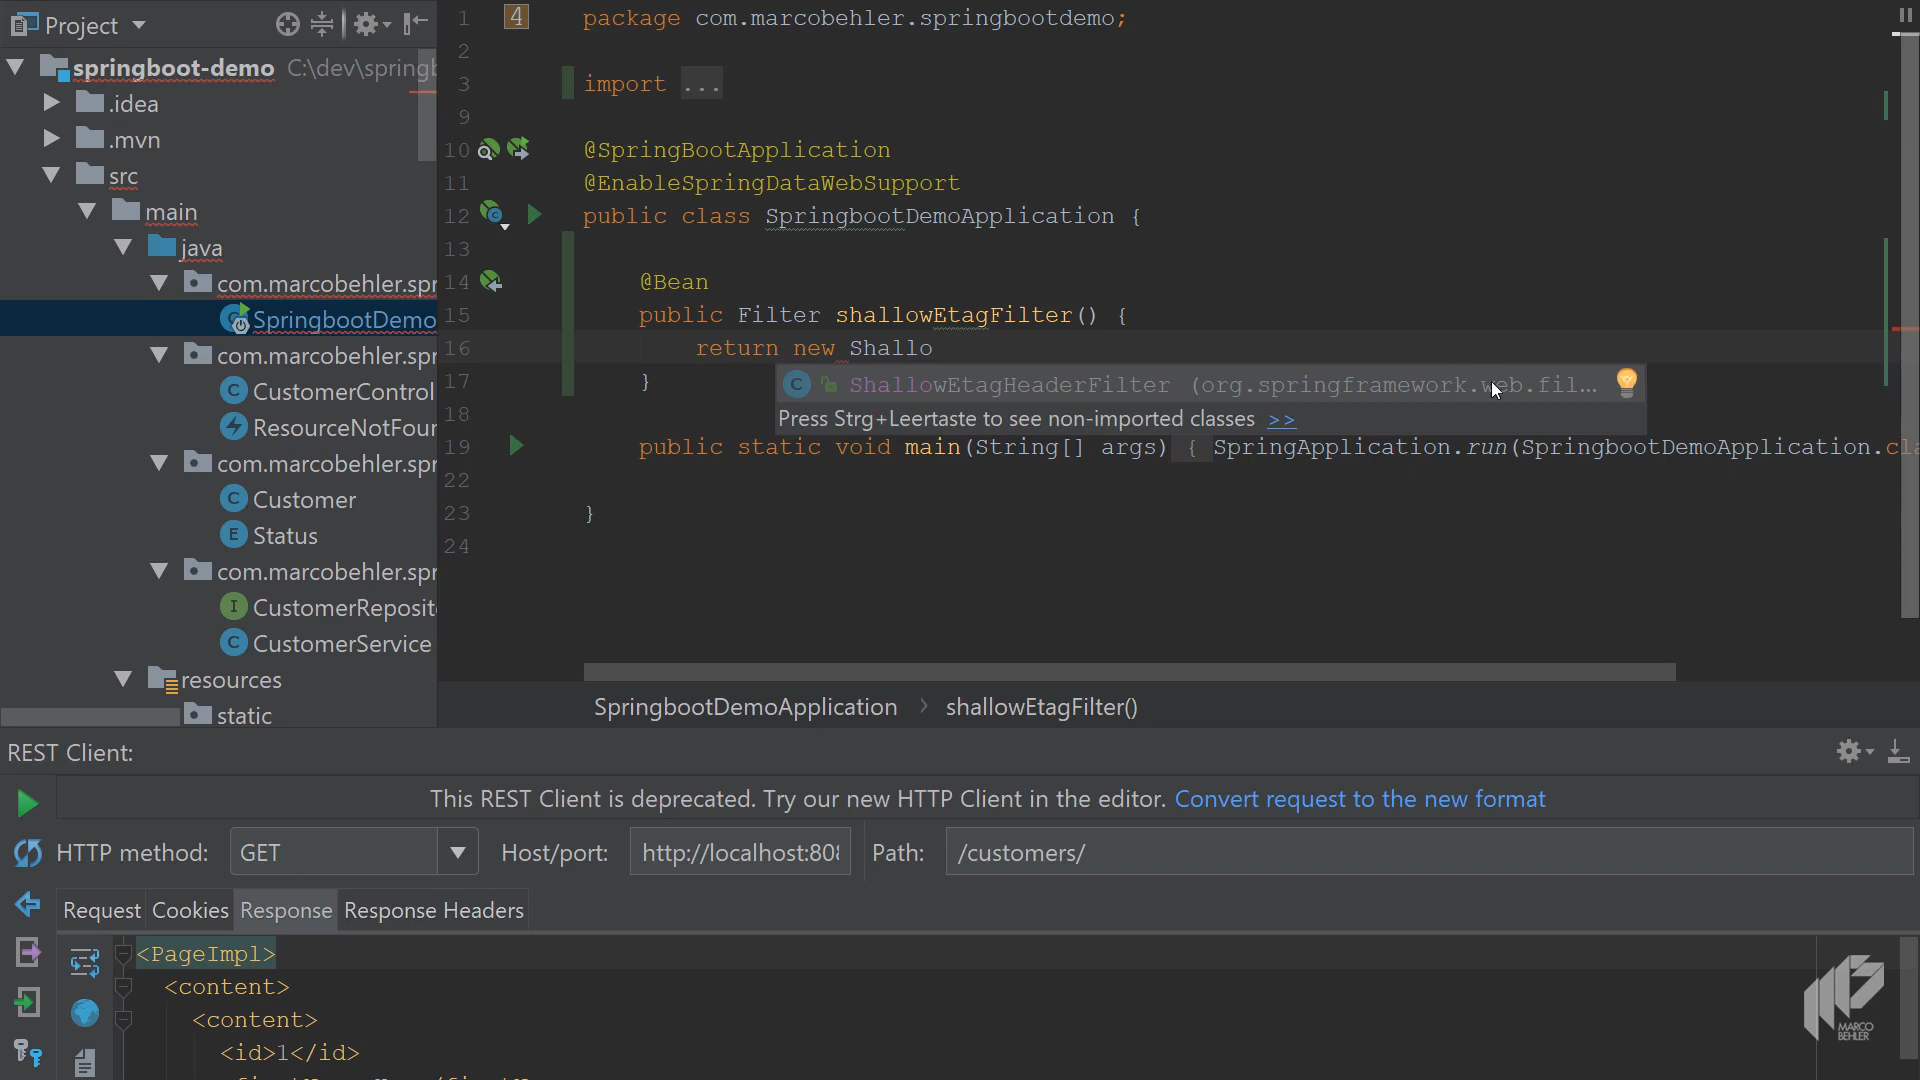 Project
springboot-demo C:\dev\spring
.idea
.mvn
src
main
java
com.marcobehler.spr
SpringbootDemo
com.marcobehler.spr
CustomerControl
ResourceNotFou
com.marcobehler.spr
Customer
Status
com.marcobehler.spr
CustomerReposit
CustomerService
resources
static
1 4 package com.marcobehler.springbootdemo;
2
3 import ...
9
10 @SpringBootApplication
11 @EnableSpringDataWebSupport
12 public class SpringbootDemoApplication {
13
14 @Bean
15 public Filter shallowEtagFilter() {
16 return new Shallo
17 }
ShallowEtagHeaderFilter (org.springframework.web.fil...
18
Press Strg+Leertaste to see non-imported classes >>
19 public static void main(String[] args) { SpringApplication.run(SpringbootDemoApplication.cla
22
23 }
24
SpringbootDemoApplication > shallowEtagFilter()
REST Client:
This REST Client is deprecated. Try our new HTTP Client in the editor. Convert request to the new format
HTTP method: GET Host/port: http://localhost:808 Path: /customers/
Request Cookies Response Response Headers
<PageImpl>
<content>
<content>
<id>1</id>
MARCO
BEHLER